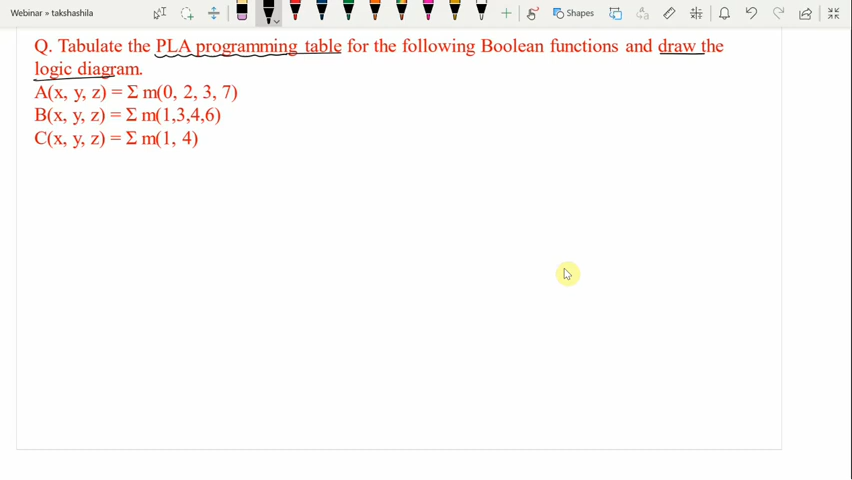 Webinar » takshashila
Shapes
Q. Tabulate the PLA programming table for the following Boolean functions and draw the
logic diagram.
A(x, y, z) = Σ m(0, 2, 3, 7)
B(x, y, z) = Σ m(1,3,4,6)
C(x, y, z) = Σ m(1, 4)